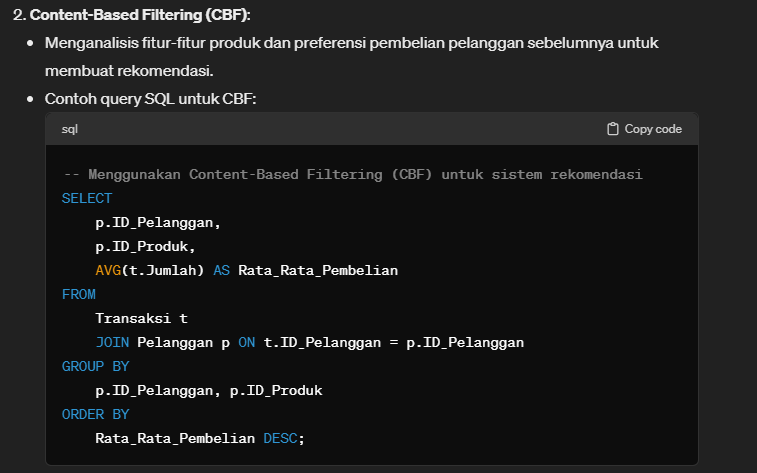 2. Content-Based Filtering (CBF):
• Menganalisis fitur-fitur produk dan preferensi pembelian pelanggan sebelumnya untuk
membuat rekomendasi.
• Contoh query SQL untuk CBF:
sql Copy code
-- Menggunakan Content-Based Filtering (CBF) untuk sistem rekomendasi
SELECT
p.ID_Pelanggan,
p.ID_Produk,
AVG(t.Jumlah) AS Rata_Rata_Pembelian
FROM
Transaksi t
JOIN Pelanggan p ON t.ID_Pelanggan = p.ID_Pelanggan
GROUP BY
p.ID_Pelanggan, p.ID_Produk
ORDER BY
Rata_Rata_Pembelian DESC;